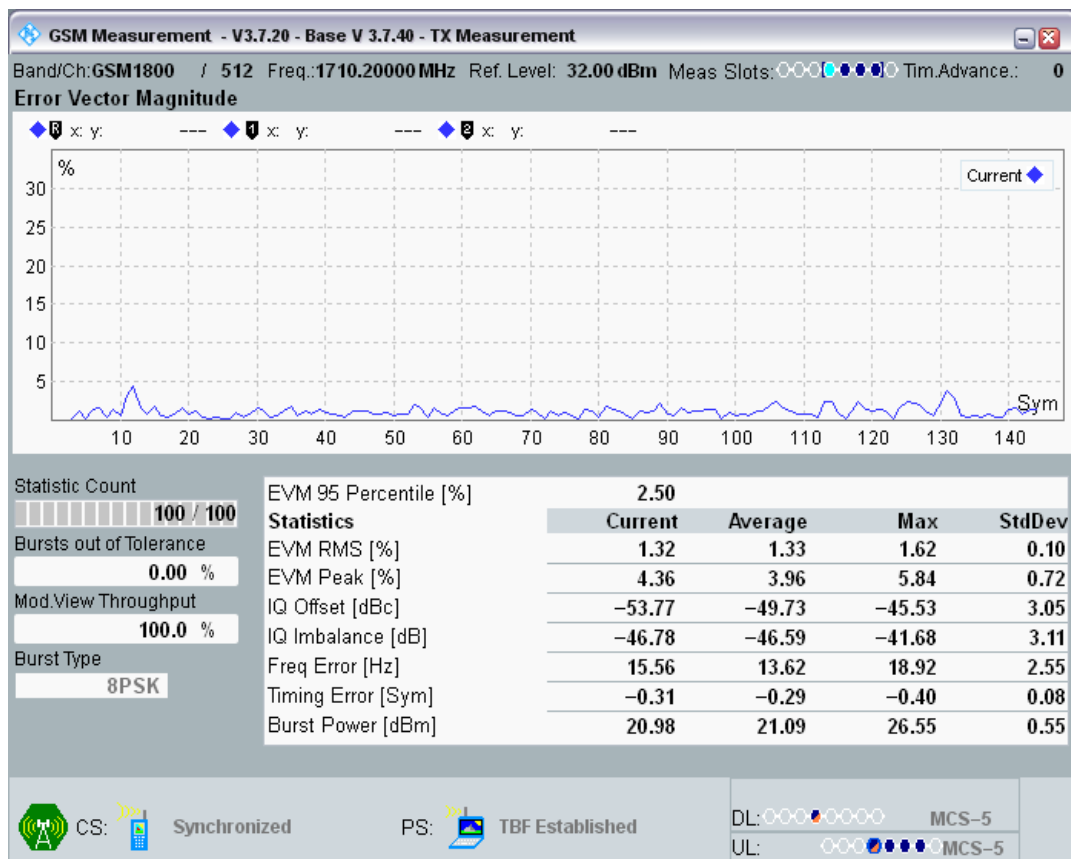 GSM Measurement - V3.7.20 - Base V 3.7.40 - TX Measurement
Band/Ch:GSM1800 / 512 Freq.:1710.20000 MHz Ref. Level: 32.00 dBm Meas Slots: Tim.Advance.: 0
Error Vector Magnitude
R x: y: --- 1 x: y: --- 2 x: y: ---
%
Current
30
25
20
15
10
5
Sym
10 20 30 40 50 60 70 80 90 100 110 120 130 140
Statistic Count
100 / 100
Bursts out of Tolerance
0.00 %
Mod.View Throughput
100.0 %
Burst Type
8PSK
EVM 95 Percentile [%] 2.50
Statistics Current Average Max StdDev
EVM RMS [%] 1.32 1.33 1.62 0.10
EVM Peak [%] 4.36 3.96 5.84 0.72
IQ Offset [dBc] −53.77 −49.73 −45.53 3.05
IQ Imbalance [dB] −46.78 −46.59 −41.68 3.11
Freq Error [Hz] 15.56 13.62 18.92 2.55
Timing Error [Sym] −0.31 −0.29 −0.40 0.08
Burst Power [dBm] 20.98 21.09 26.55 0.55
CS: Synchronized PS: TBF Established
DL: MCS−5
UL: MCS−5